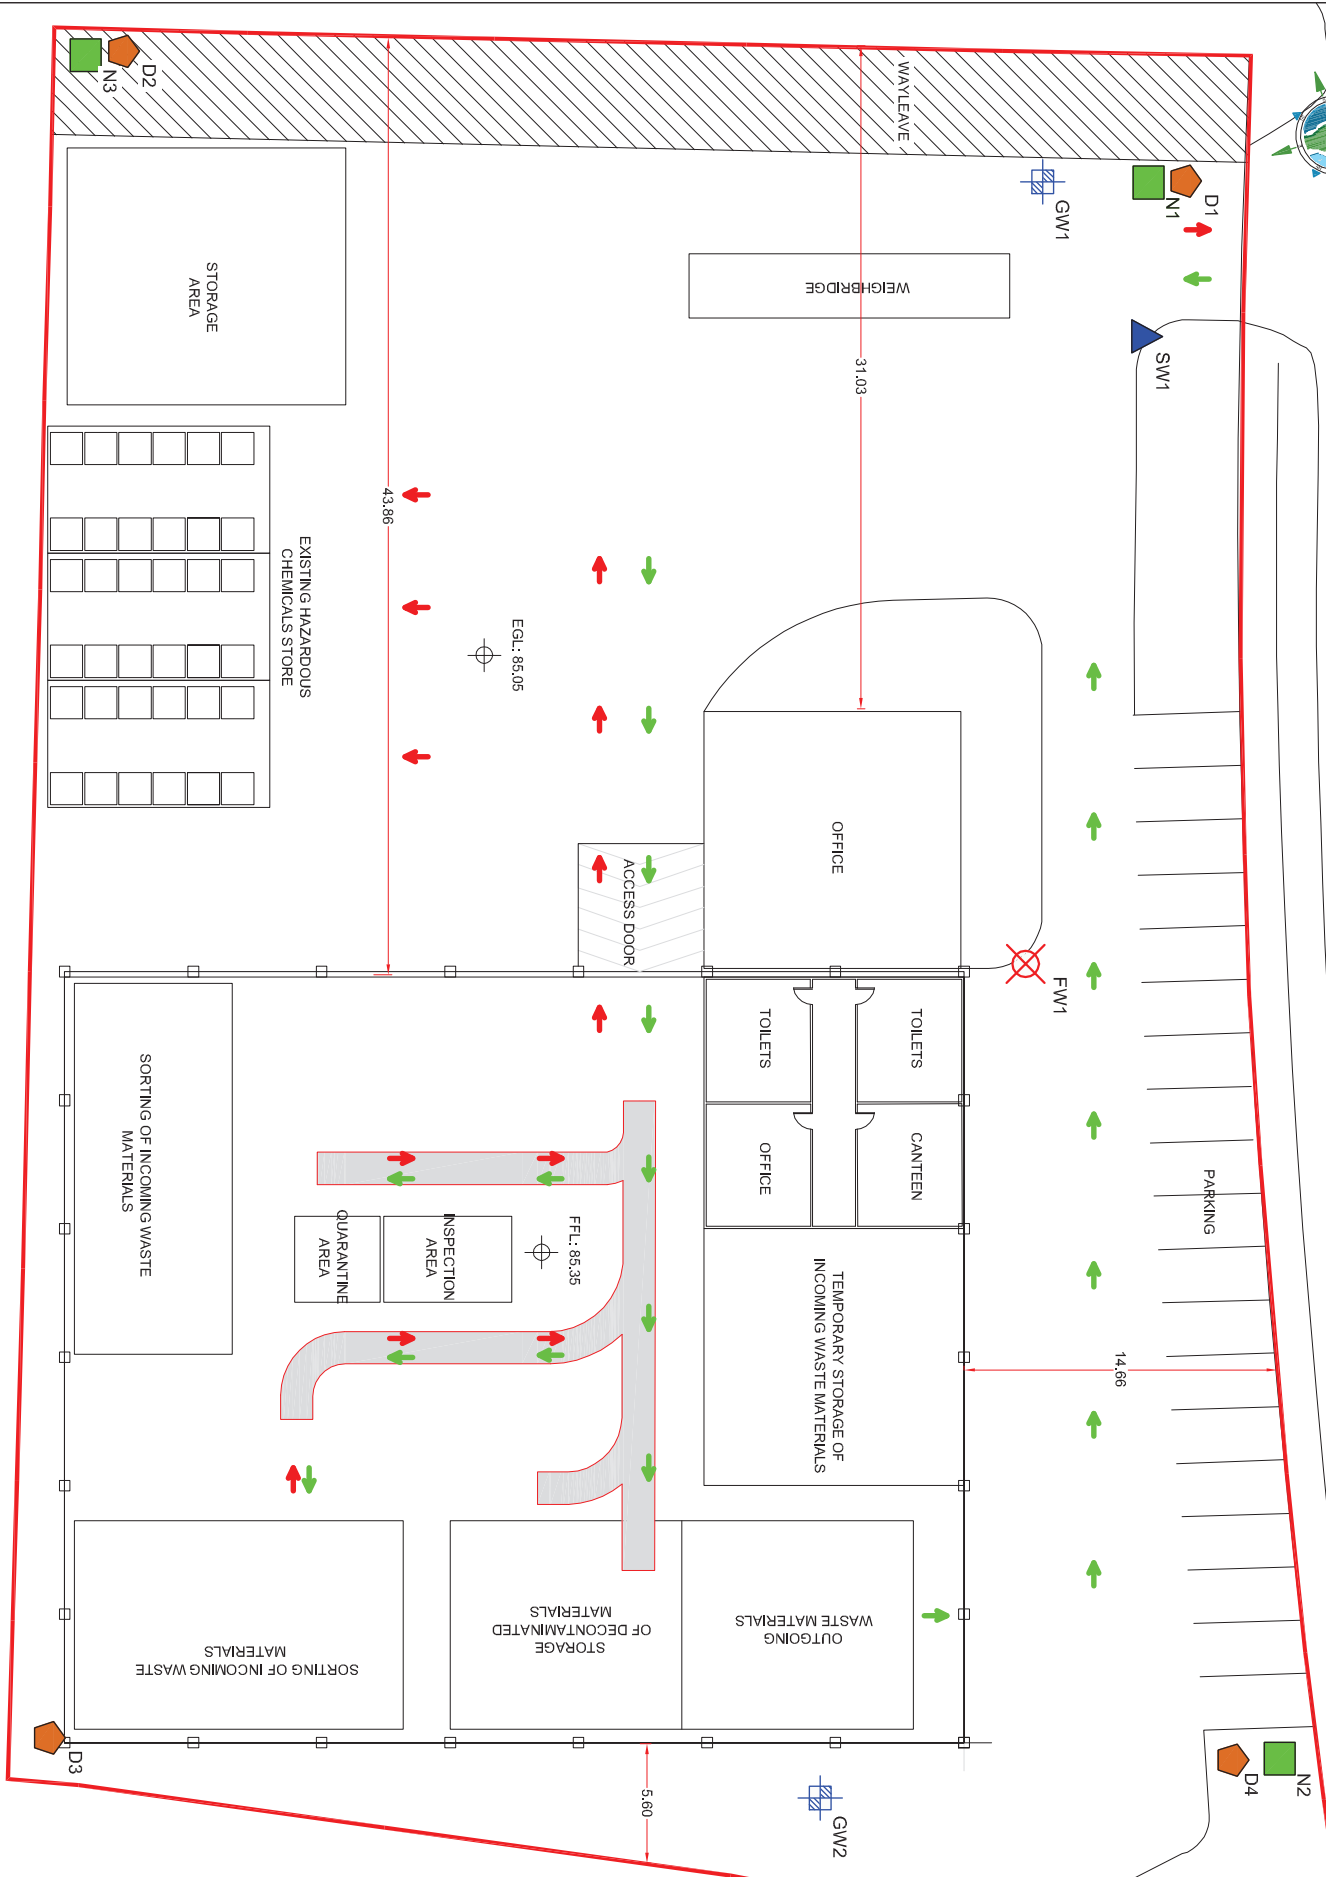 D2
N3
WAYLEAVE
D1
N1
GW1
STORAGE
AREA
WEIGHBRIDGE
SW1
31.03
43.86
EXISTING HAZARDOUS
CHEMICALS STORE
EGL: 85.05
OFFICE
ACCESS DOOR
FW1
TOILETS
TOILETS
OFFICE
CANTEEN
PARKING
SORTING OF INCOMING WASTE
MATERIALS
QUARANTINE
AREA
INSPECTION
AREA
FFL: 85.35
TEMPORARY STORAGE OF
INCOMING WASTE MATERIALS
14.66
SORTING OF INCOMING WASTE
MATERIALS
STORAGE
OF DECONTAMINATED
MATERIALS
OUTGOING
WASTE MATERIALS
D3
5.60
GW2
D4
N2